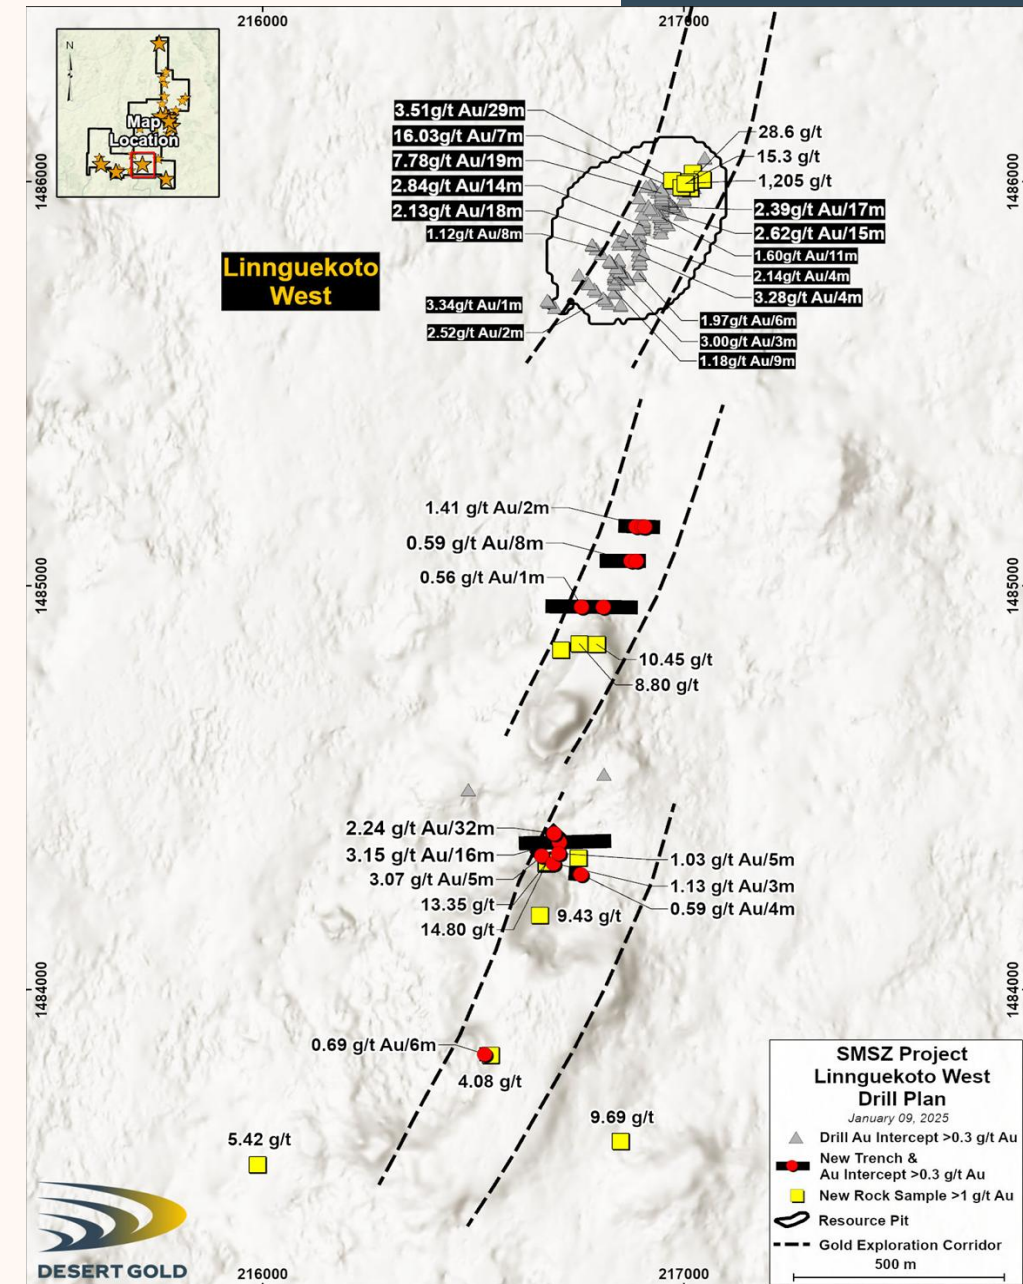 216000
217000
N
Map
Location
3.51g/t Au/29m
16.03g/t Au/7m
7.78g/t Au/19m
2.84g/t Au/14m
2.13g/t Au/18m
1.12g/t Au/8m
28.6 g/t
15.3 g/t
1,205 g/t
2.39g/t Au/17m
2.62g/t Au/15m
1.60g/t Au/11m
2.14g/t Au/4m
3.28g/t Au/4m
1486000
1486000
Linnguekoto
West
3.34g/t Au/1m
2.52g/t Au/2m
1.97g/t Au/6m
3.00g/t Au/3m
1.18g/t Au/9m
1.41 g/t Au/2m
0.59 g/t Au/8m
0.56 g/t Au/1m
1485000
1485000
10.45 g/t
8.80 g/t
2.24 g/t Au/32m
3.15 g/t Au/16m
3.07 g/t Au/5m
13.35 g/t
14.80 g/t
1.03 g/t Au/5m
1.13 g/t Au/3m
0.59 g/t Au/4m
9.43 g/t
1484000
1484000
0.69 g/t Au/6m
4.08 g/t
5.42 g/t
9.69 g/t
SMSZ Project
Linnguekoto West
Drill Plan
January 09, 2025
Drill Au Intercept >0.3 g/t Au
New Trench &
Au Intercept >0.3 g/t Au
New Rock Sample >1 g/t Au
Resource Pit
Gold Exploration Corridor
500 m
DESERT GOLD
216000
217000